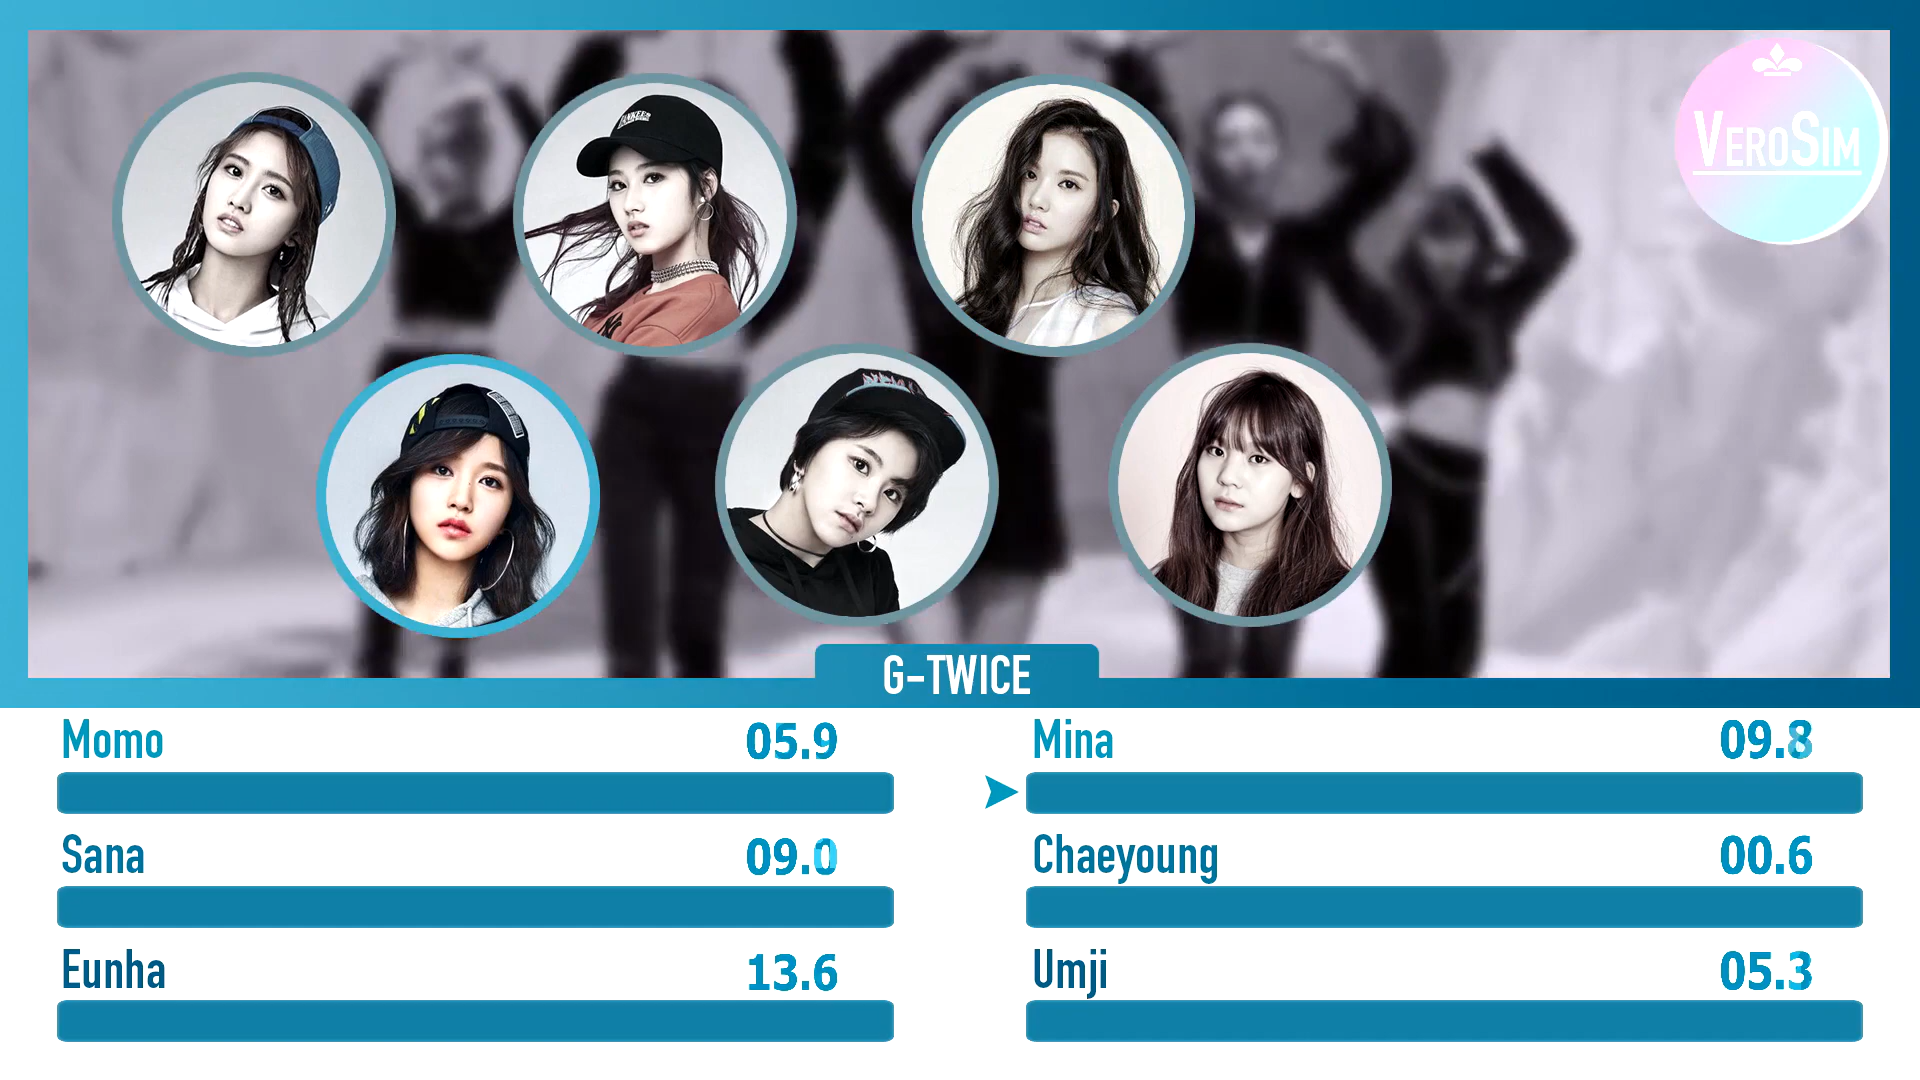 VEROSIM
G-TWICE
Momo 05.9
Mina 09.8
Sana 09.0
Chaeyoung 00.6
Eunha 13.6
Umji 05.3